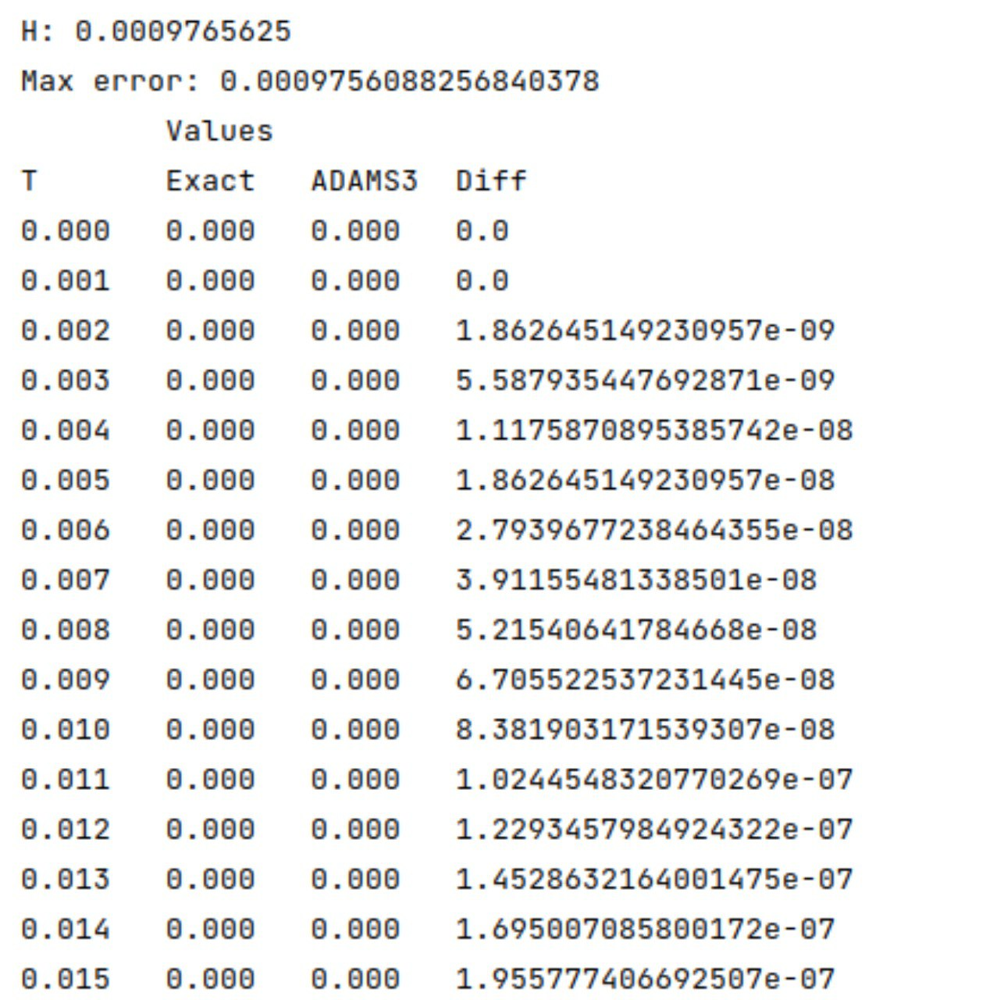 H: 0.0009765625
Max error: 0.0009756088256840378
Values
T Exact ADAMS3 Diff
0.000 0.000 0.000 0.0
0.001 0.000 0.000 0.0
0.002 0.000 0.000 1.862645149230957e-09
0.003 0.000 0.000 5.587935447692871e-09
0.004 0.000 0.000 1.1175870895385742e-08
0.005 0.000 0.000 1.862645149230957e-08
0.006 0.000 0.000 2.7939677238464355e-08
0.007 0.000 0.000 3.91155481338501e-08
0.008 0.000 0.000 5.21540641784668e-08
0.009 0.000 0.000 6.705522537231445e-08
0.010 0.000 0.000 8.381903171539307e-08
0.011 0.000 0.000 1.0244548320770269e-07
0.012 0.000 0.000 1.2293457984924322e-07
0.013 0.000 0.000 1.4528632164001475e-07
0.014 0.000 0.000 1.695007085800172e-07
0.015 0.000 0.000 1.955777406692507e-07